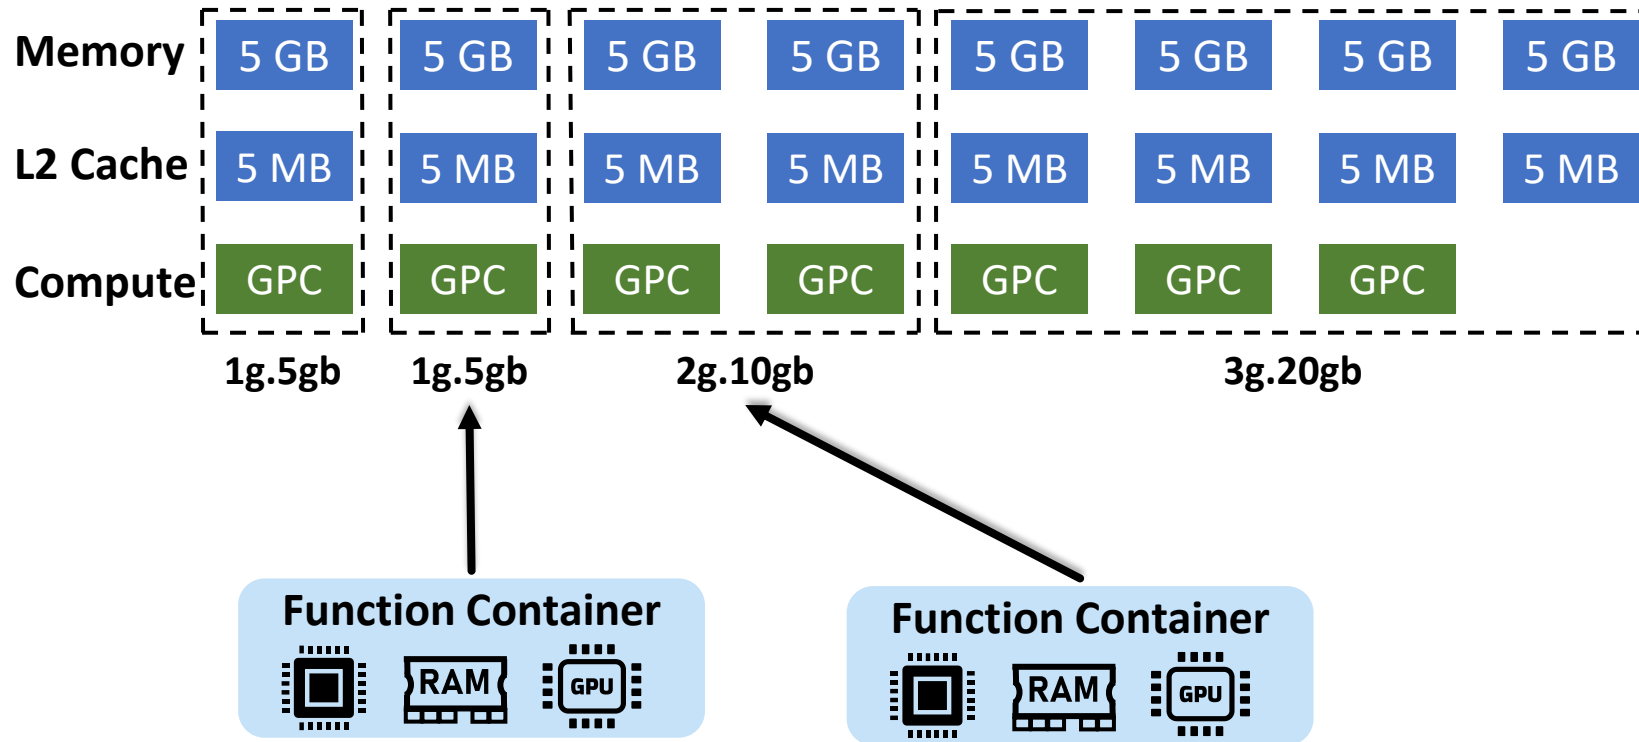 Memory 5 GB 5 GB 5 GB 5 GB 5 GB 5 GB 5 GB 5 GB
L2 Cache 5 MB 5 MB 5 MB 5 MB 5 MB 5 MB 5 MB 5 MB
Compute GPC GPC GPC GPC GPC GPC GPC
1g.5gb 1g.5gb 2g.10gb 3g.20gb
Function Container
RAM GPU
Function Container
RAM GPU